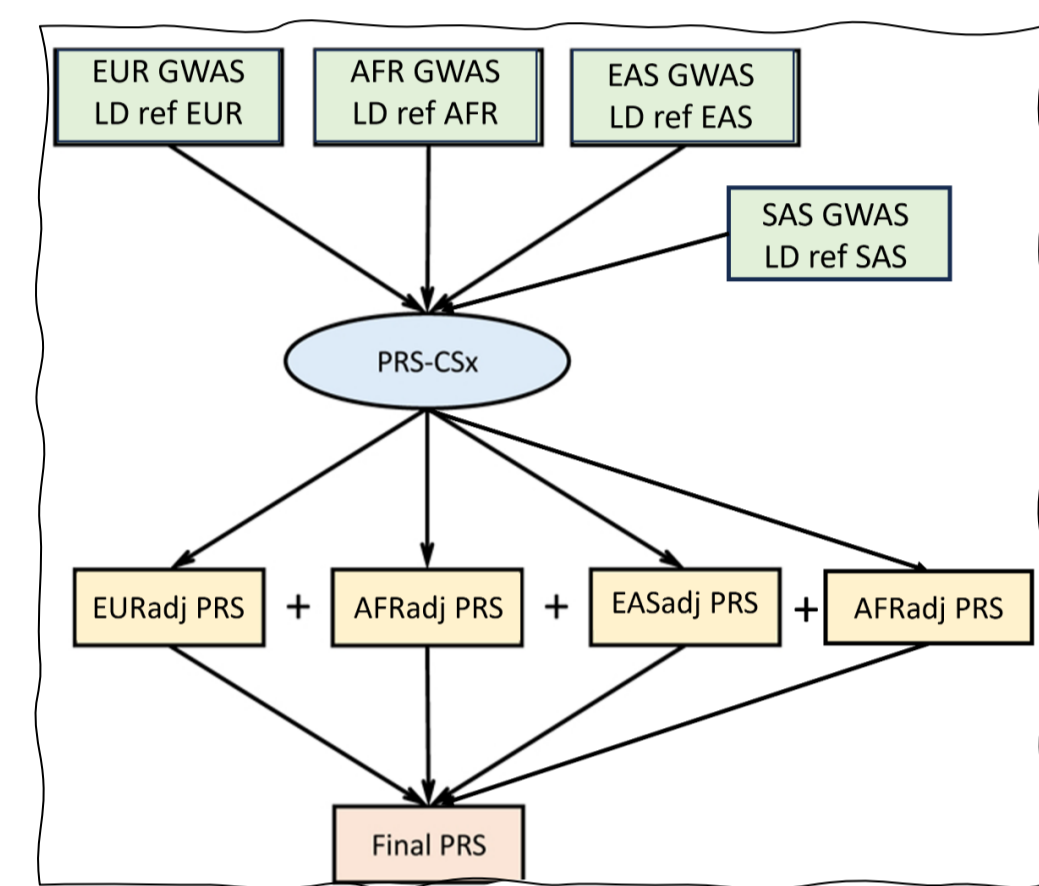 EUR GWAS
LD ref EUR
AFR GWAS
LD ref AFR
EAS GWAS
LD ref EAS
SAS GWAS
LD ref SAS
PRS-CSx
EURadj PRS + AFRadj PRS + EASadj PRS + AFRadj PRS
Final PRS